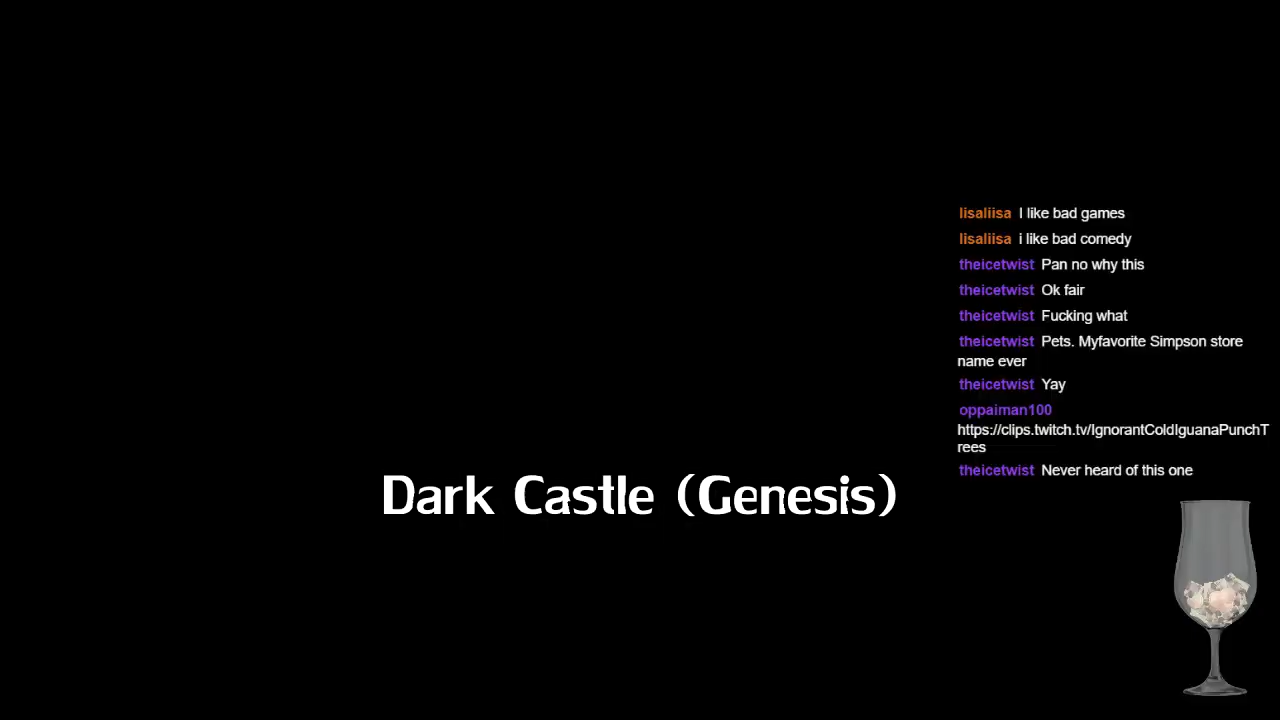 lisaliisa I like bad games
lisaliisa i like bad comedy
theicetwist Pan no why this
theicetwist Ok fair
theicetwist Fucking what
theicetwist Pets. Myfavorite Simpson store
name ever
theicetwist Yay
oppaiman100
https://clips.twitch.tv/IgnorantColdIguanaPunchT
rees
theicetwist Never heard of this one
Dark Castle (Genesis)